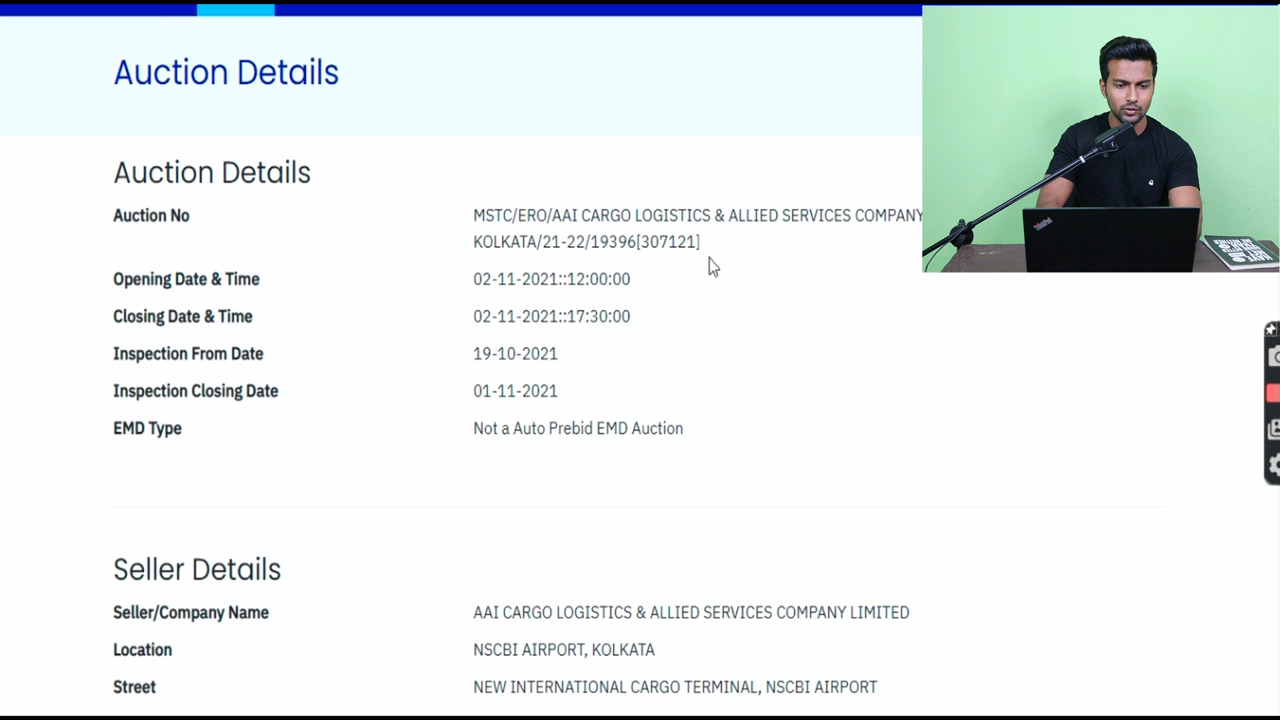 Auction Details
Auction Details
Auction No MSTC/ERO/AAI CARGO LOGISTICS & ALLIED SERVICES COMPANY
KOLKATA/21-22/19396[307121]
Opening Date & Time 02-11-2021::12:00:00
Closing Date & Time 02-11-2021::17:30:00
Inspection From Date 19-10-2021
Inspection Closing Date 01-11-2021
EMD Type Not a Auto Prebid EMD Auction
Seller Details
Seller/Company Name AAI CARGO LOGISTICS & ALLIED SERVICES COMPANY LIMITED
Location NSCBI AIRPORT, KOLKATA
Street NEW INTERNATIONAL CARGO TERMINAL, NSCBI AIRPORT
ThinkPad